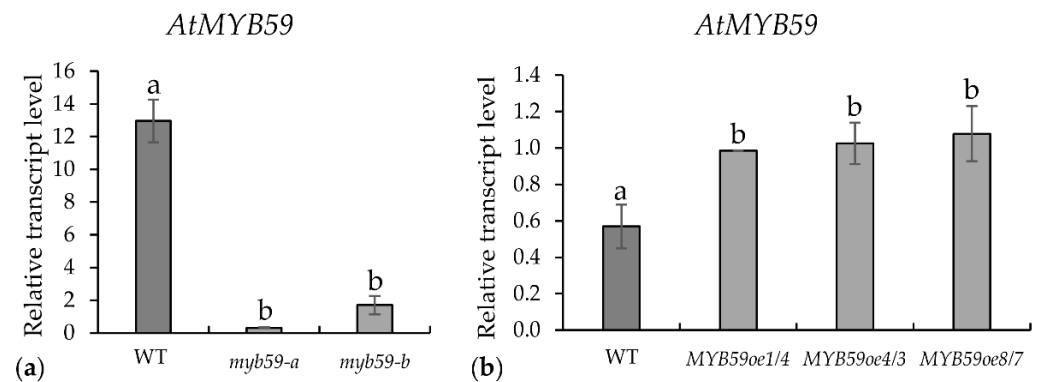 AtMYB59
Relative transcript level
16
14
12
10
8
6
4
2
0
a
b
b
WT
myb59-a
myb59-b
(a)
AtMYB59
Relative transcript level
1.4
1.2
1.0
0.8
0.6
0.4
0.2
0.0
a
b
b
b
WT
MYB59oe1/4
MYB59oe4/3
MYB59oe8/7
(b)